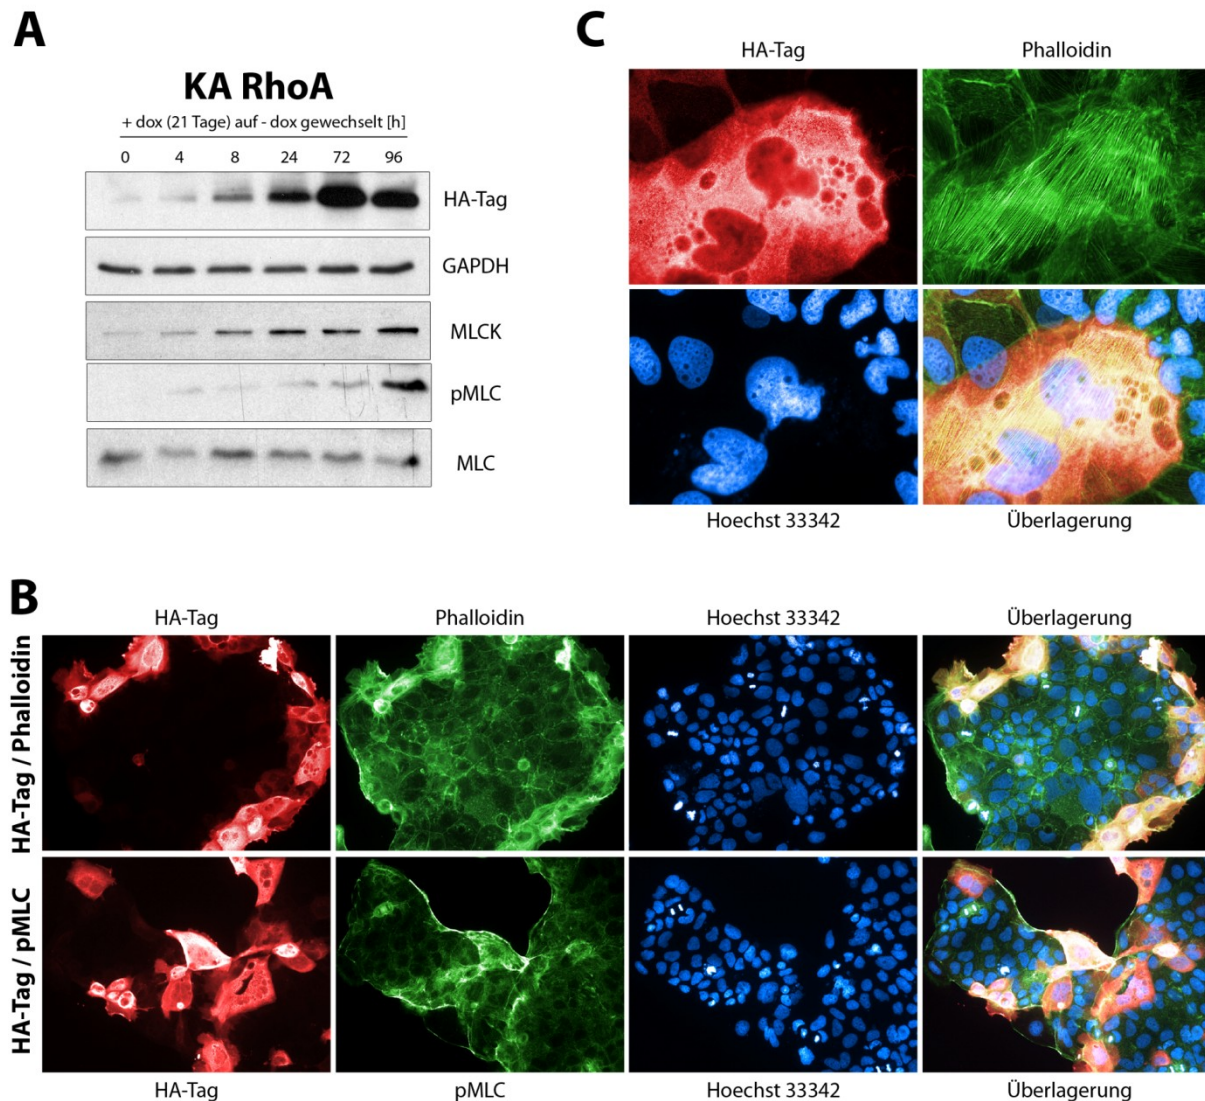 A
KA RhoA
+ dox (21 Tage) auf - dox gewechselt [h]
0 4 8 24 72 96
HA-Tag
GAPDH
MLCK
pMLC
MLC
C
HA-Tag Phalloidin
Hoechst 33342 Überlagerung
B
HA-Tag Phalloidin Hoechst 33342 Überlagerung
HA-Tag / Phalloidin
HA-Tag / pMLC
HA-Tag pMLC Hoechst 33342 Überlagerung